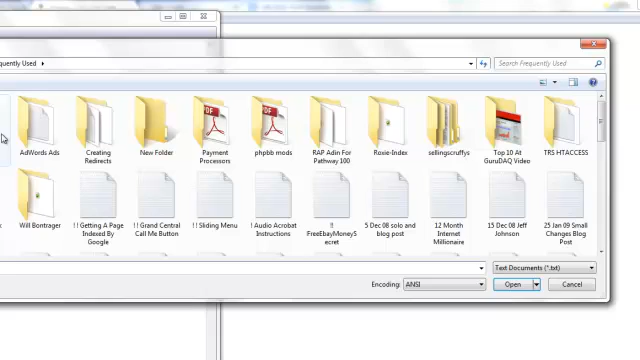 quently Used
Search Frequently Used
AdWords Ads
Creating
Redirects
New Folder
Payment
Processors
phpbb mods
RAP Adin For
Pathway 100
Roxie-Index
sellingscruffys
Top 10 At
GuruDAQ Video
TRS HTACCESS
Will Bontrager
! ! Getting A Page
Indexed By
Google
! ! Grand Central
Call Me Button
! ! Sliding Menu
! Audio Acrobat
Instructions
!!
FreeEbayMoneyS
ecret
5 Dec 08 solo and
blog post
12 Month
Internet
Millionaire
15 Dec 08 Jeff
Johnson
25 Jan 09 Small
Changes Blog
Post
Text Documents (*.txt)
Encoding:
ANSI
Open
Cancel